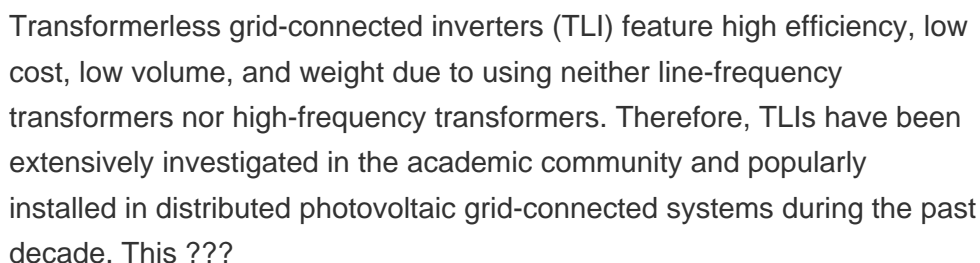 Transformerless grid-connected inverters (TLI) feature high efficiency, low
cost, low volume, and weight due to using neither line-frequency
transformers nor high-frequency transformers. Therefore, TLIs have been
extensively investigated in the academic community and popularly
installed in distributed photovoltaic grid-connected systems during the past
decade. This ???